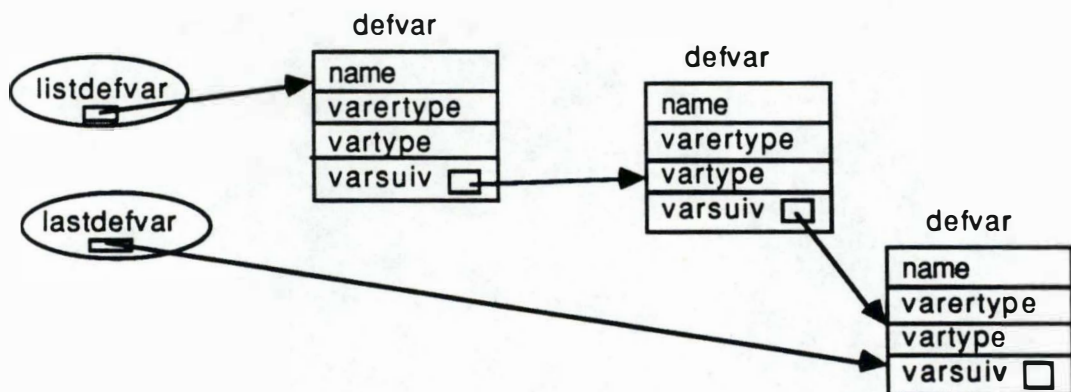 defvar
listdefvar
name
varertype
vartype
varsuiv
defvar
name
varertype
vartype
varsuiv
lastdefvar
defvar
name
varertype
vartype
varsuiv